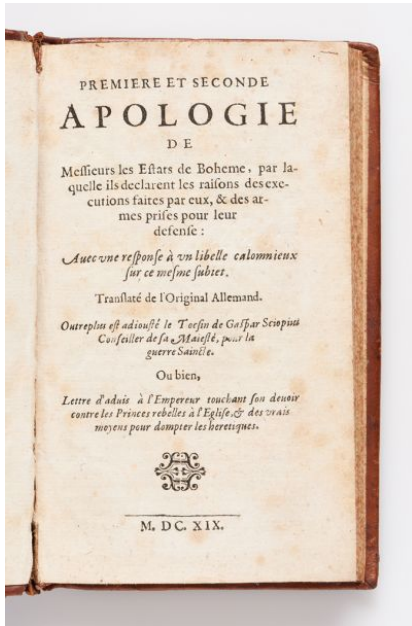 PREMIERE ET SECONDE
APOLOGIE
DE
Meſſieurs les Eſtats de Boheme, par la-
quelle ils declarent les raiſons des exe-
cutions faites par eux, & des ar-
mes priſes pour leur
defenſe :
Auec vne reſponſe à vn libelle calomnieux
ſur ce meſme ſubiet.
Tranſlaté de l'Original Allemand.
Outreplus eſt adiouſté le Tocſin de Gaſpar Sciopius
Conſeiller de ſa Maieſté, pour la
guerre Saincte.
Ou bien,
Lettre d'aduis à l'Empereur touchant ſon deuoir
contre les Princes rebelles à l'Egliſe, & des vrais
moyens pour dompter les heretiques.
M. DC. XIX.